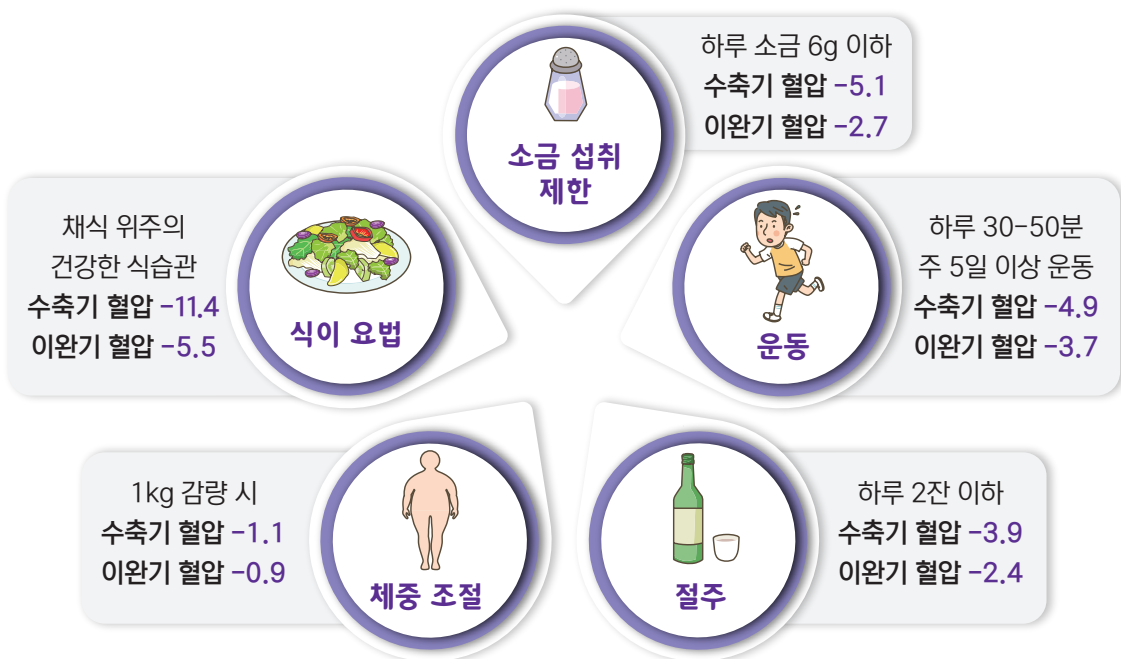 하루 소금 6g 이하
수축기 혈압 -5.1
이완기 혈압 -2.7
소금 섭취
제한
채식 위주의
건강한 식습관
수축기 혈압 -11.4
이완기 혈압 -5.5
식이 요법
하루 30-50분
주 5일 이상 운동
수축기 혈압 -4.9
이완기 혈압 -3.7
운동
1kg 감량 시
수축기 혈압 -1.1
이완기 혈압 -0.9
체중 조절
하루 2잔 이하
수축기 혈압 -3.9
이완기 혈압 -2.4
절주